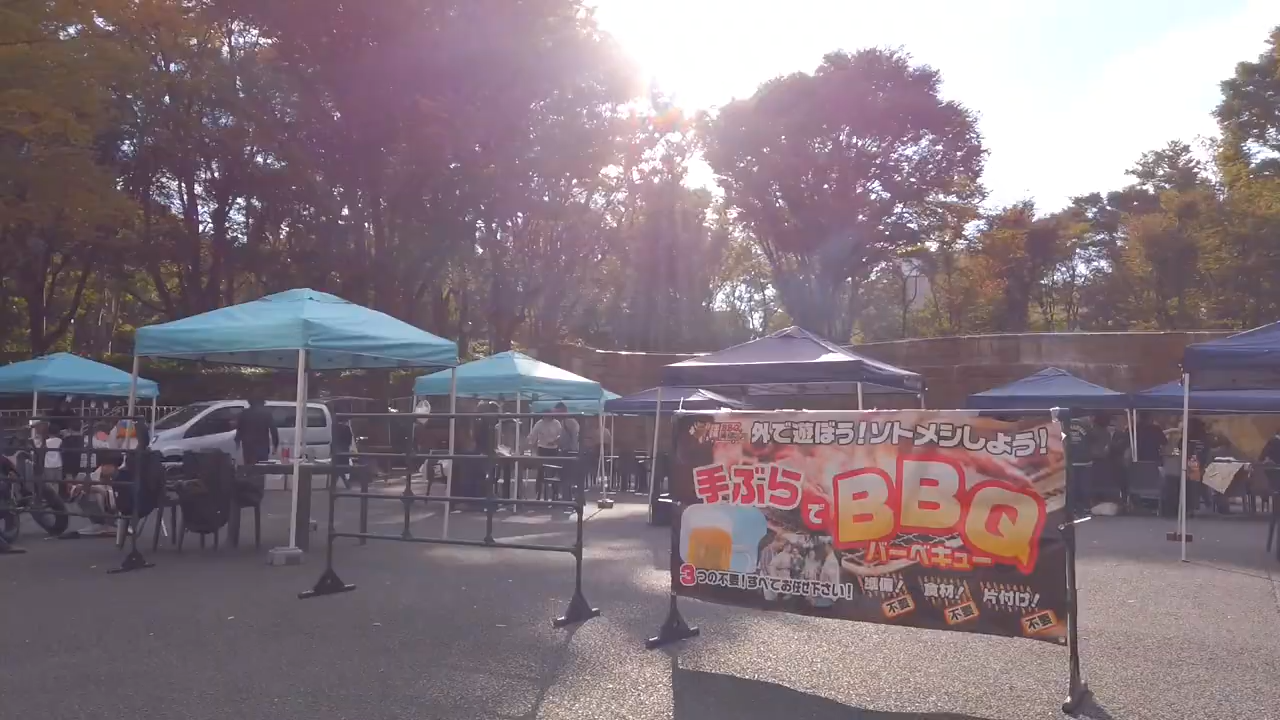 外で遊ぼう!ソトメシしよう!
手ぶらでBBQ
バーベキュー
3つの不要!すべてお任せ下さい!
準備! 食材! 片付け!
不要 不要 不要